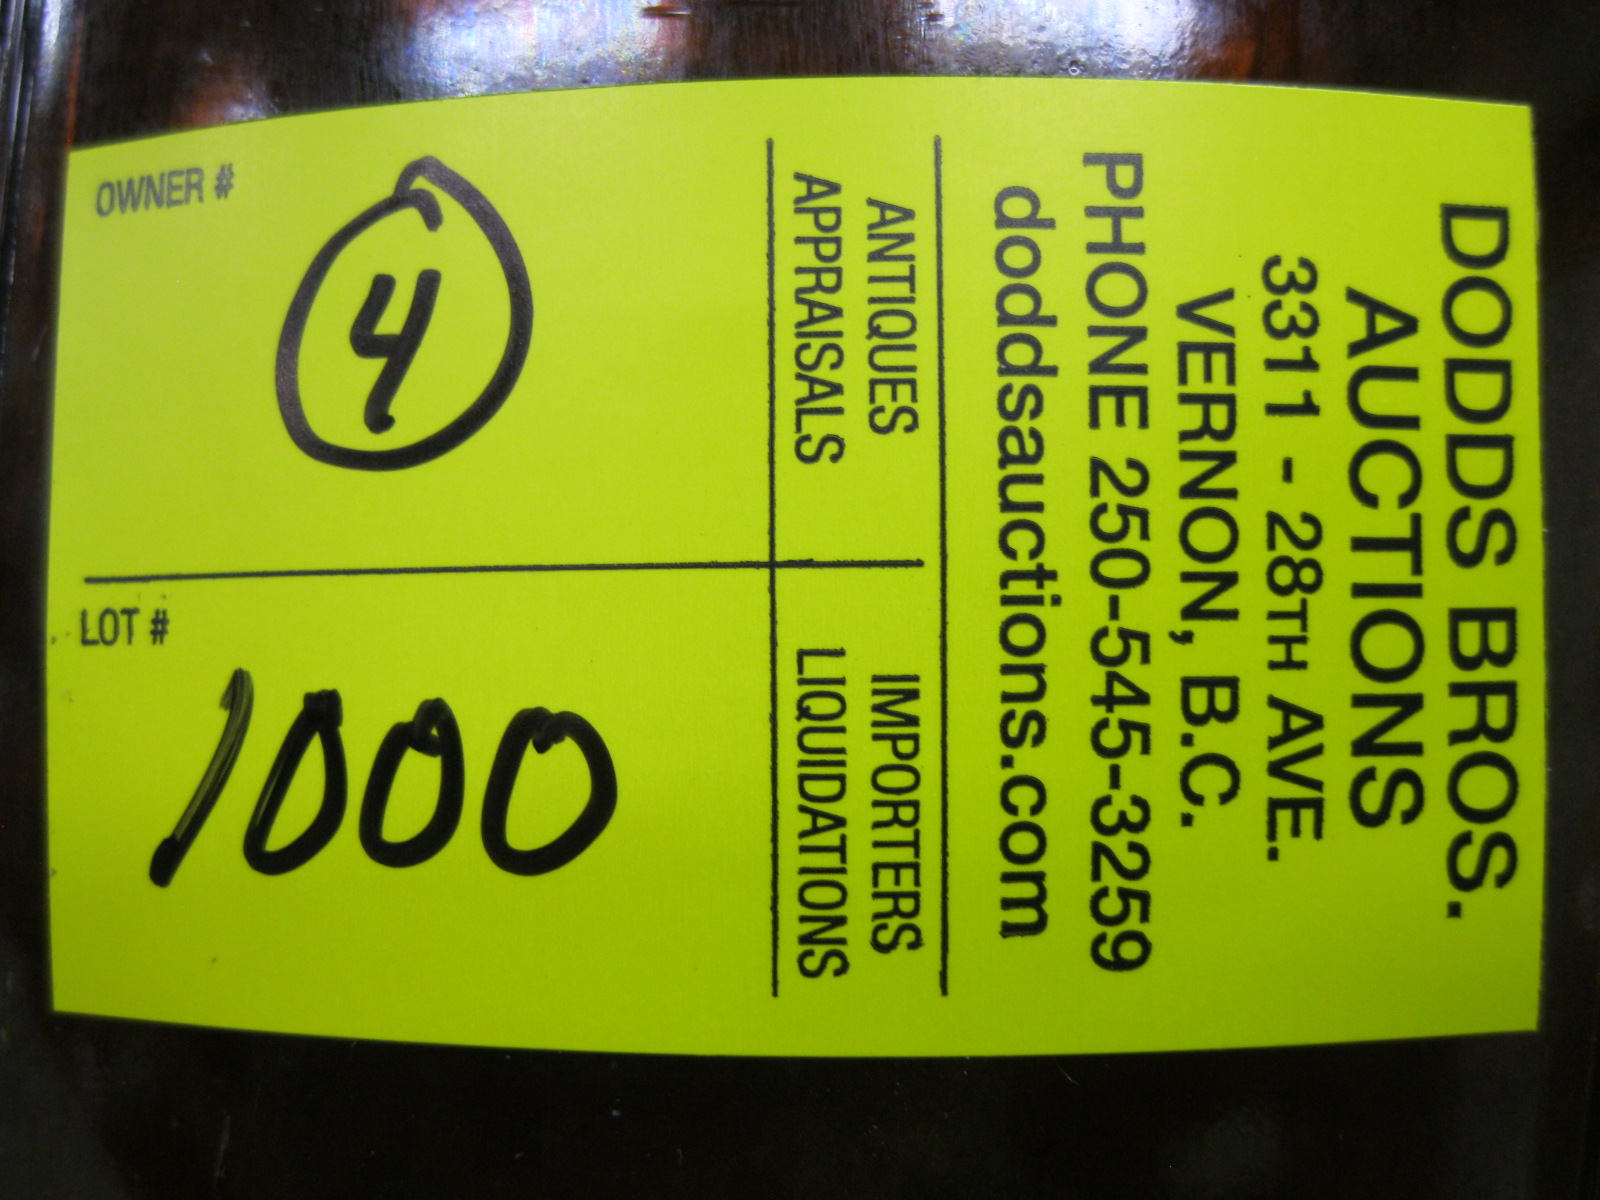 DODDS BROS.
AUCTIONS
3311 - 28TH AVE.
VERNON, B.C.
PHONE 250-545-3259
doddsauctions.com
ANTIQUES
APPRAISALS
IMPORTERS
LIQUIDATIONS
OWNER #
4
LOT #
1000